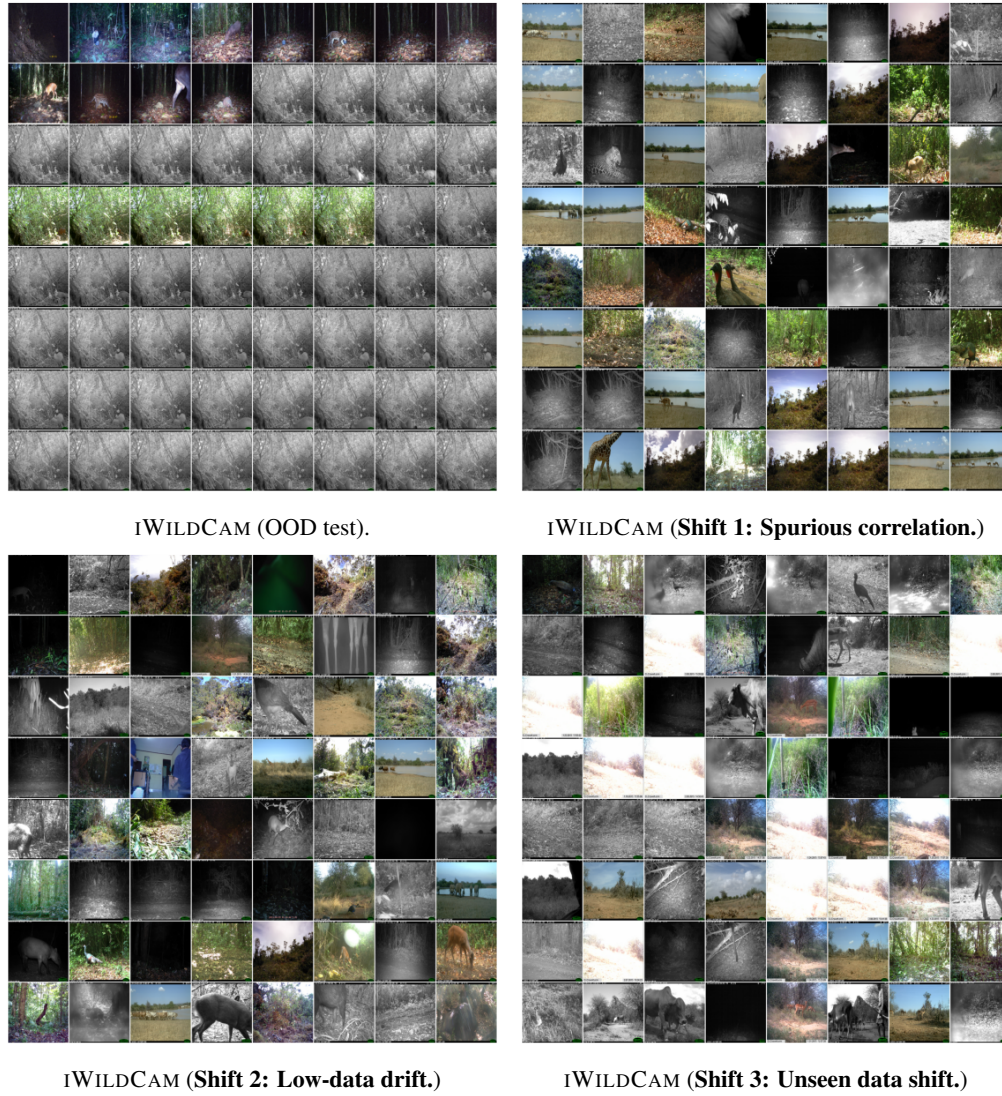 IWILDCAM (OOD test).
IWILDCAM (Shift 1: Spurious correlation.)
IWILDCAM (Shift 2: Low-data drift.)
IWILDCAM (Shift 3: Unseen data shift.)